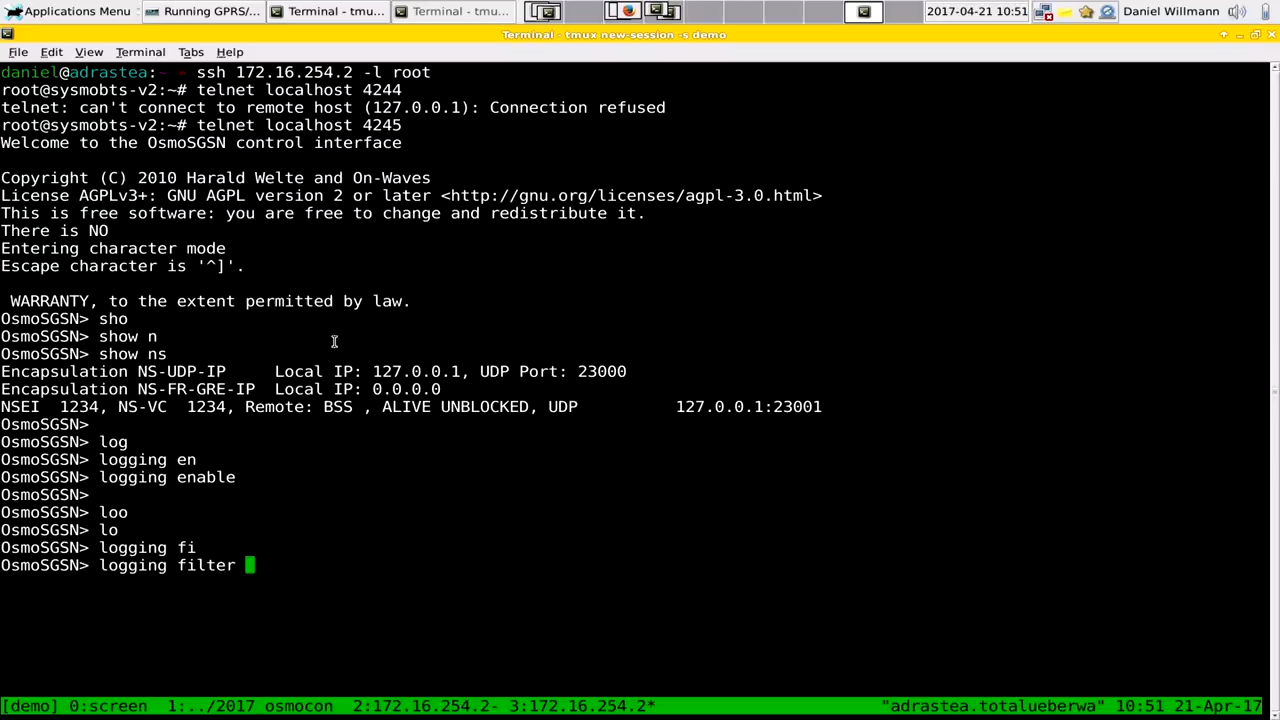 Applications Menu Running GPRS/... Terminal - tmu... Terminal - tmu... 2017-04-21 10:51 Daniel Willmann
Terminal - tmux new-session -s demo
File Edit View Terminal Tabs Help
daniel@adrastea:~ ssh 172.16.254.2 -l root
root@sysmobts-v2:~# telnet localhost 4244
telnet: can't connect to remote host (127.0.0.1): Connection refused
root@sysmobts-v2:~# telnet localhost 4245
Welcome to the OsmoSGSN control interface
Copyright (C) 2010 Harald Welte and On-Waves
License AGPLv3+: GNU AGPL version 2 or later <http://gnu.org/licenses/agpl-3.0.html>
This is free software: you are free to change and redistribute it.
There is NO
Entering character mode
Escape character is '^]'.
WARRANTY, to the extent permitted by law.
OsmoSGSN> sho
OsmoSGSN> show n
OsmoSGSN> show ns
Encapsulation NS-UDP-IP     Local IP: 127.0.0.1, UDP Port: 23000
Encapsulation NS-FR-GRE-IP  Local IP: 0.0.0.0
NSEI  1234, NS-VC  1234, Remote: BSS , ALIVE UNBLOCKED, UDP          127.0.0.1:23001
OsmoSGSN>
OsmoSGSN> log
OsmoSGSN> logging en
OsmoSGSN> logging enable
OsmoSGSN>
OsmoSGSN> loo
OsmoSGSN> lo
OsmoSGSN> logging fi
OsmoSGSN> logging filter
[demo] 0:screen  1:../2017 osmocon  2:172.16.254.2- 3:172.16.254.2* "adrastea.totalueberwa" 10:51 21-Apr-17